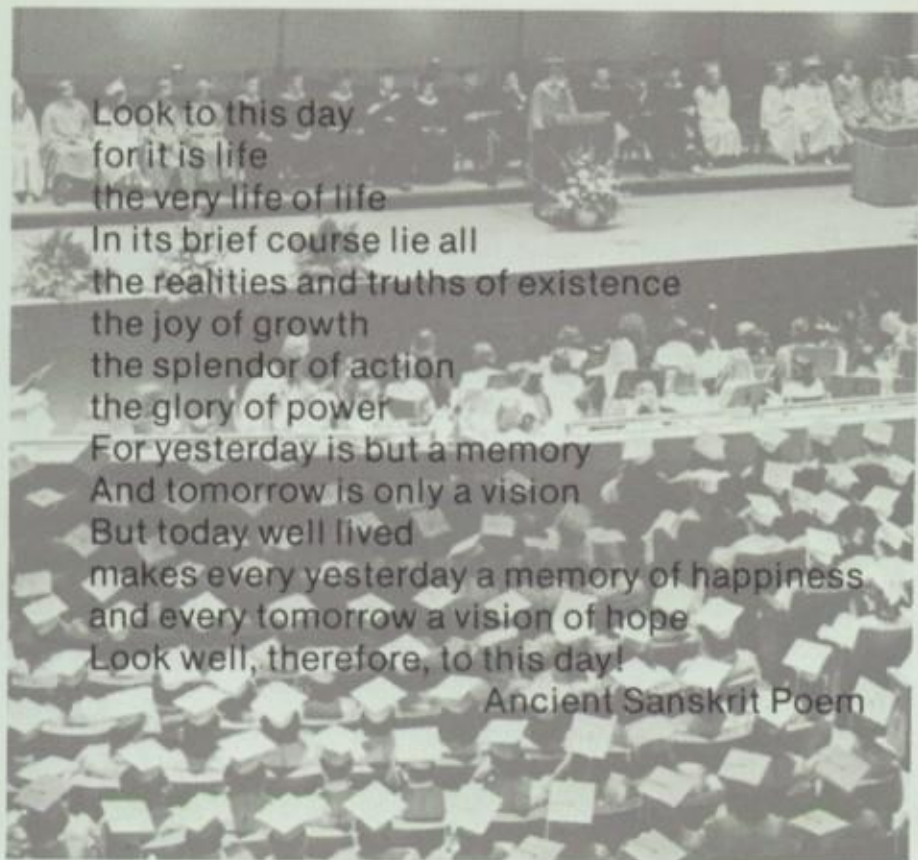 Look to this day
for it is life
the very life of life
In its brief course lie all
the realities and truths of existence
the joy of growth
the splendor of action
the glory of power
For yesterday is but a memory
And tomorrow is only a vision
But today well lived
makes every yesterday a memory of happiness
and every tomorrow a vision of hope
Look well, therefore, to this day!
Ancient Sanskrit Poem